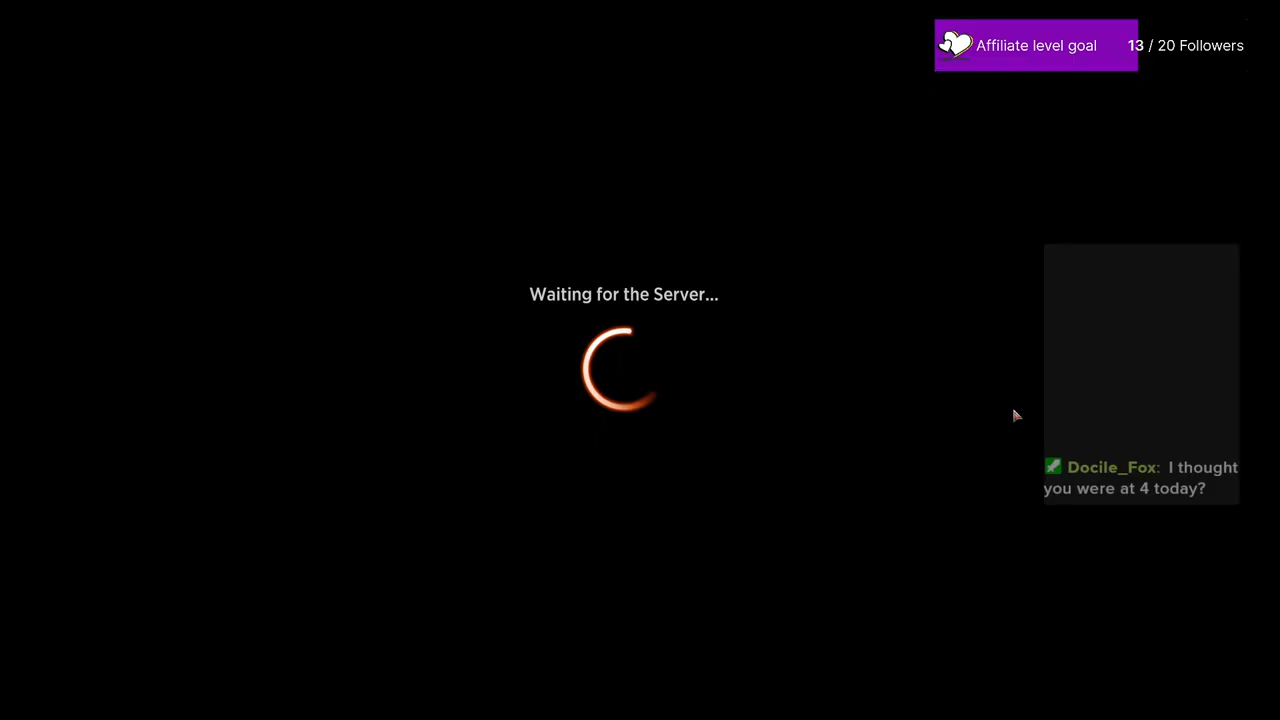 Affiliate level goal 13 / 20 Followers
Waiting for the Server...
Docile_Fox: I thought
you were at 4 today?